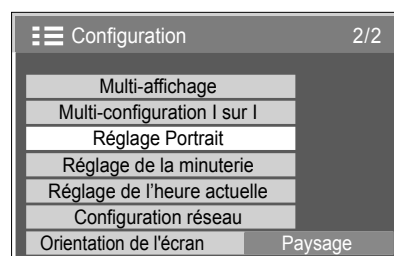 Configuration 2/2
Multi-affichage
Multi-configuration I sur I
Réglage Portrait
Réglage de la minuterie
Réglage de l’heure actuelle
Configuration réseau
Orientation de l'écran Paysage